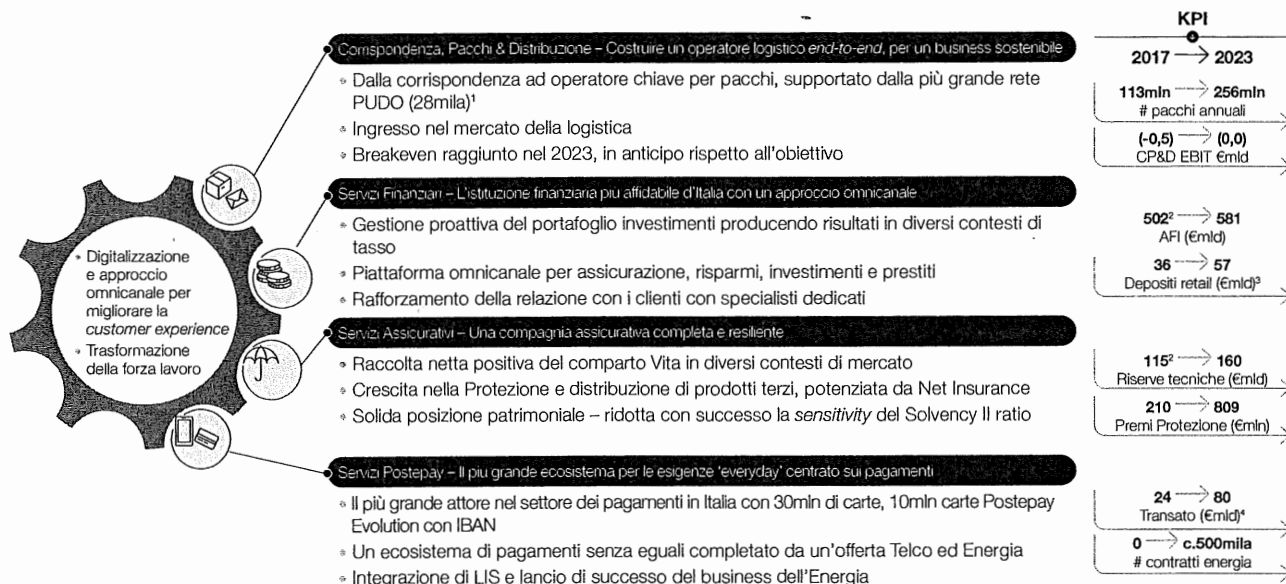 KPI
2017 → 2023
Corrispondenza, Pacchi & Distribuzione – Costruire un operatore logistico end-to-end, per un business sostenibile
• Dalla corrispondenza ad operatore chiave per pacchi, supportato dalla più grande rete
PUDO (28mila)¹
• Ingresso nel mercato della logistica
• Breakeven raggiunto nel 2023, in anticipo rispetto all'obiettivo
113mln → 256mln
# pacchi annuali
(-0,5) → (0,0)
CP&D EBIT €mld
• Digitalizzazione
e approccio
omnicanale per
migliorare la
customer experience
• Trasformazione
della forza lavoro
Servizi Finanziari – L'istituzione finanziaria più affidabile d'Italia con un approccio omnicanale
• Gestione proattiva del portafoglio investimenti producendo risultati in diversi contesti di
tasso
• Piattaforma omnicanale per assicurazione, risparmi, investimenti e prestiti
• Rafforzamento della relazione con i clienti con specialisti dedicati
502² → 581
AFI (€mld)
36 → 57
Depositi retail (€mld)³
Servizi Assicurativi – Una compagnia assicurativa completa e resiliente
• Raccolta netta positiva del comparto Vita in diversi contesti di mercato
• Crescita nella Protezione e distribuzione di prodotti terzi, potenziata da Net Insurance
• Solida posizione patrimoniale – ridotta con successo la sensitivity del Solvency II ratio
115² → 160
Riserve tecniche (€mld)
210 → 809
Premi Protezione (€mln)
Servizi Postepay – Il più grande ecosistema per le esigenze 'everyday' centrato sui pagamenti
• Il più grande attore nel settore dei pagamenti in Italia con 30mln di carte, 10mln carte Postepay
Evolution con IBAN
• Un ecosistema di pagamenti senza eguali completato da un'offerta Telco ed Energia
• Integrazione di LIS e lancio di successo del business dell'Energia
24 → 80
Transato (€mld)⁴
0 → c.500mila
# contratti energia